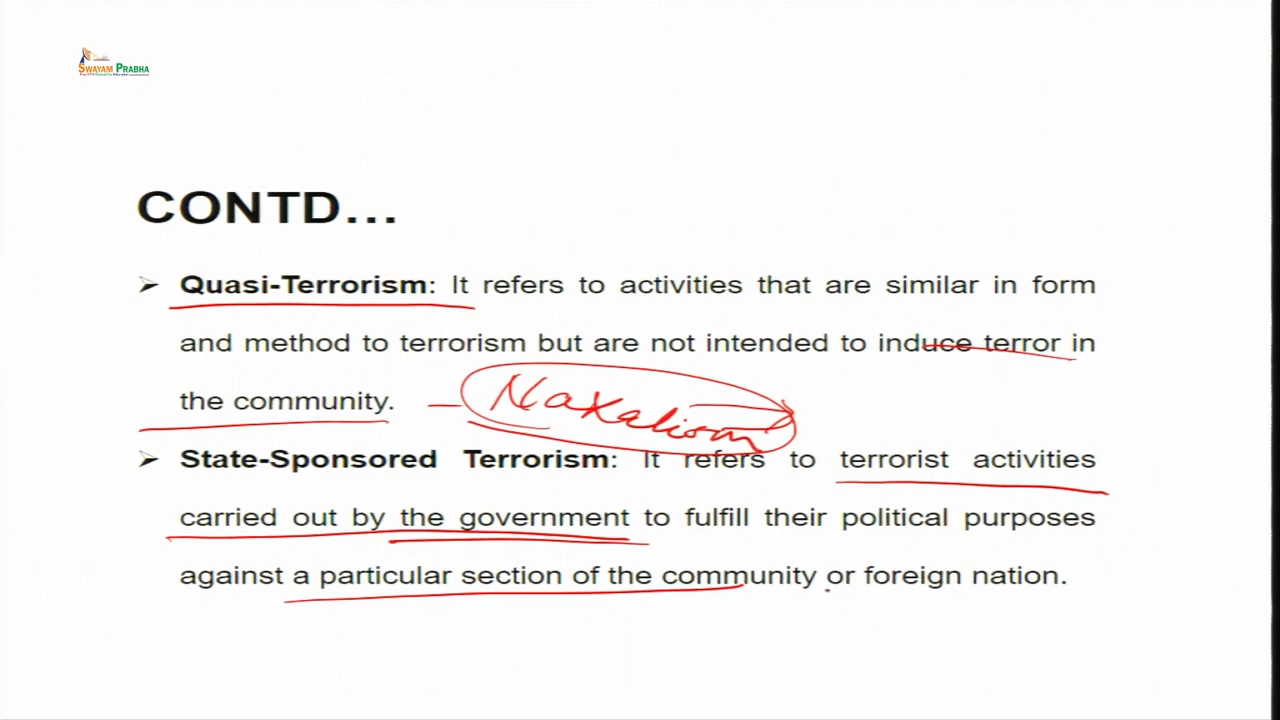 SWAYAM PRABHA
CONTD...
➤ Quasi-Terrorism: It refers to activities that are similar in form
and method to terrorism but are not intended to induce terror in
the community. – Naxalism
➤ State-Sponsored Terrorism: It refers to terrorist activities
carried out by the government to fulfill their political purposes
against a particular section of the community or foreign nation.